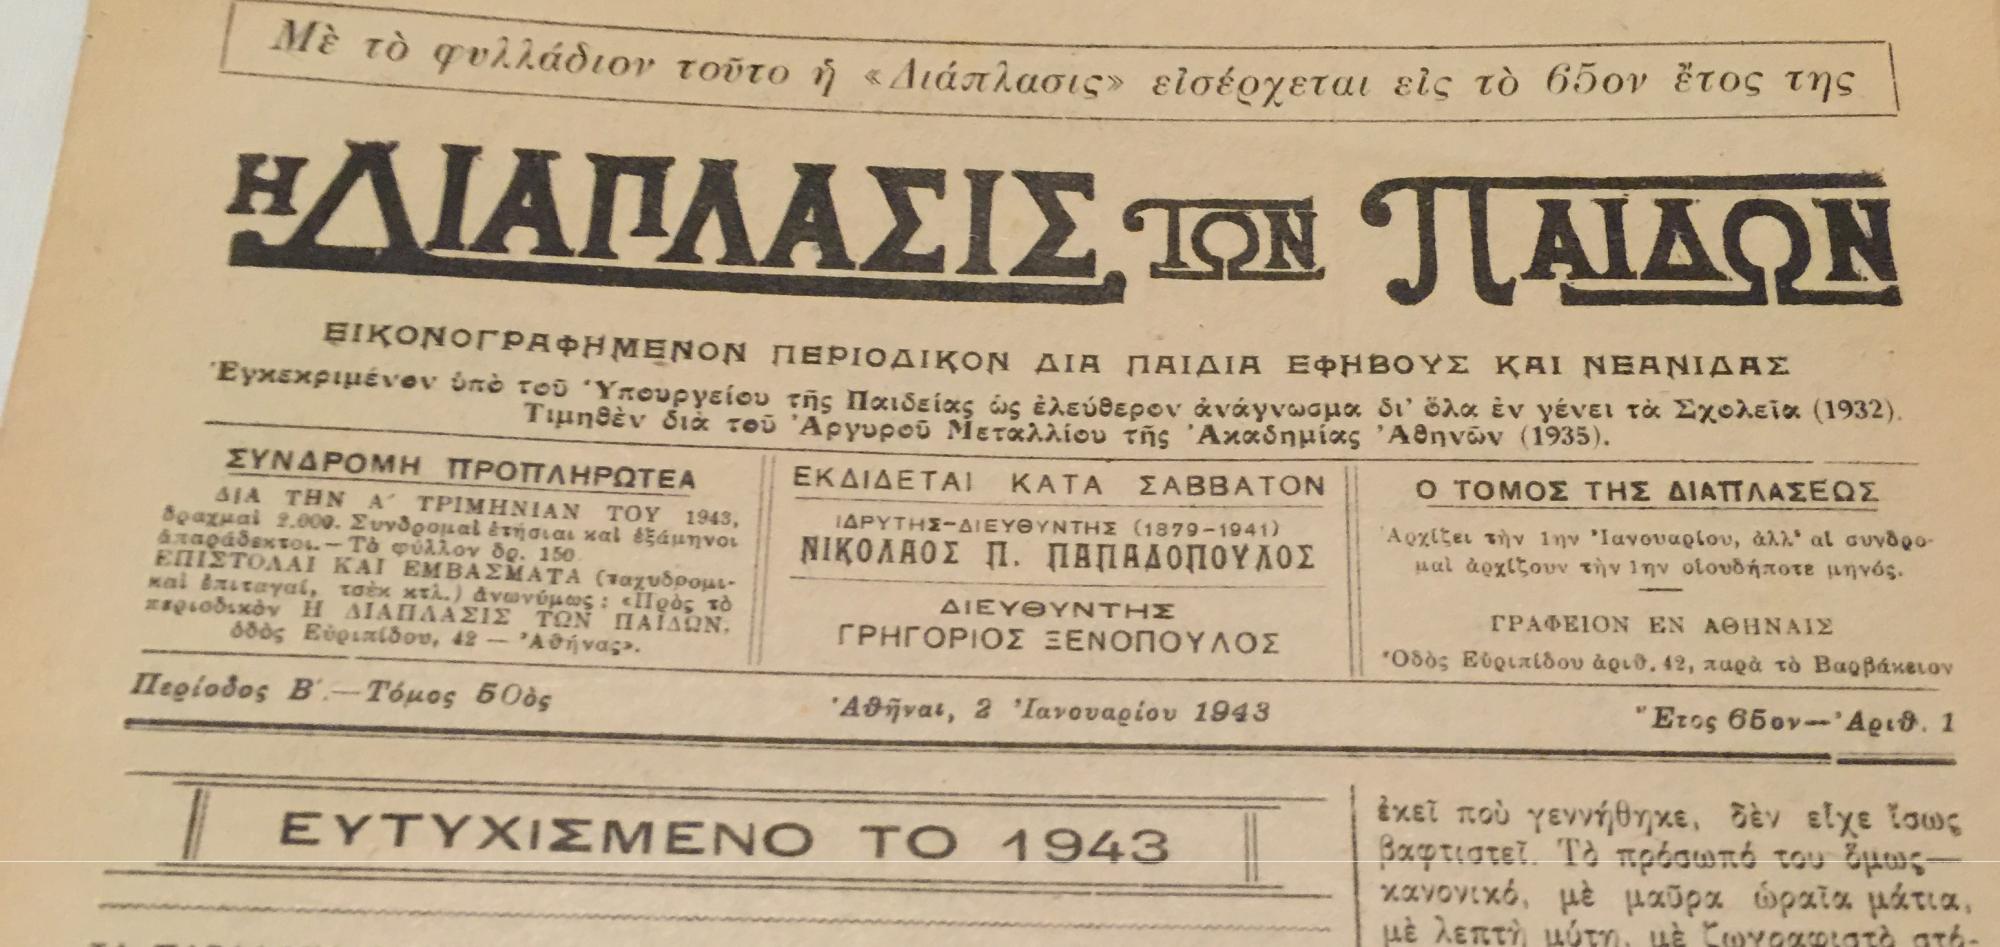 Μὲ τὸ φυλλάδιον τοῦτο ἡ «Διάπλασις» εἰσέρχεται εἰς τὸ 65ον ἔτος της
Η ΔΙΑΠΛΑΣΙΣ ΤΩΝ ΠΑΙΔΩΝ
ΕΙΚΟΝΟΓΡΑΦΗΜΕΝΟΝ ΠΕΡΙΟΔΙΚΟΝ ΔΙΑ ΠΑΙΔΙΑ ΕΦΗΒΟΥΣ ΚΑΙ ΝΕΑΝΙΔΑΣ
Ἐγκεκριμένον ὑπὸ τοῦ Ὑπουργείου τῆς Παιδείας ὡς ἐλεύθερον ἀνάγνωσμα δι' ὅλα ἐν γένει τὰ Σχολεῖα (1932).
Τιμηθὲν διὰ τοῦ Ἀργυροῦ Μεταλλίου τῆς Ἀκαδημίας Ἀθηνῶν (1935).
ΣΥΝΔΡΟΜΗ ΠΡΟΠΛΗΡΩΤΕΑ
ΔΙΑ ΤΗΝ Α΄ ΤΡΙΜΗΝΙΑΝ ΤΟΥ 1943,
δραχμαὶ 2.000. Συνδρομαὶ ἐτήσιαι καὶ ἑξάμηνοι
ἀπαράδεκτοι.—Τὸ φύλλον δρ. 150
ΕΠΙΣΤΟΛΑΙ ΚΑΙ ΕΜΒΑΣΜΑΤΑ (ταχυδρομι-
καὶ ἐπιταγαί, τσὲκ κτλ.) ἀνωνύμως: «Πρὸς τὸ
περιοδικὸν Η ΔΙΑΠΛΑΣΙΣ ΤΩΝ ΠΑΙΔΩΝ,
ὁδὸς Εὐριπίδου, 42 — Ἀθήνας».
ΕΚΔΙΔΕΤΑΙ ΚΑΤΑ ΣΑΒΒΑΤΟΝ
ΙΔΡΥΤΗΣ-ΔΙΕΥΘΥΝΤΗΣ (1879-1941)
ΝΙΚΟΛΑΟΣ Π. ΠΑΠΑΔΟΠΟΥΛΟΣ
ΔΙΕΥΘΥΝΤΗΣ
ΓΡΗΓΟΡΙΟΣ ΞΕΝΟΠΟΥΛΟΣ
Ο ΤΟΜΟΣ ΤΗΣ ΔΙΑΠΛΑΣΕΩΣ
Ἀρχίζει τὴν 1ην Ἰανουαρίου, ἀλλ' αἱ συνδρο-
μαὶ ἀρχίζουν τὴν 1ην οἱουδήποτε μηνός.
ΓΡΑΦΕΙΟΝ ΕΝ ΑΘΗΝΑΙΣ
Ὁδὸς Εὐριπίδου ἀριθ. 42, παρὰ τὸ Βαρβάκειον
Περίοδος Β΄.—Τόμος 50ὸς
Ἀθῆναι, 2 Ἰανουαρίου 1943
Ἔτος 65ον—Ἀριθ. 1
ΕΥΤΥΧΙΣΜΕΝΟ ΤΟ 1943
ἐκεῖ ποὺ γεννήθηκε, δὲν εἶχε ἴσως
βαφτιστεῖ. Τὸ πρόσωπό του ὅμως—
κανονικό, μὲ μαῦρα ὡραῖα μάτια,
μὲ λεπτὴ μύτη, μὲ ζωγραφιστὸ στό-